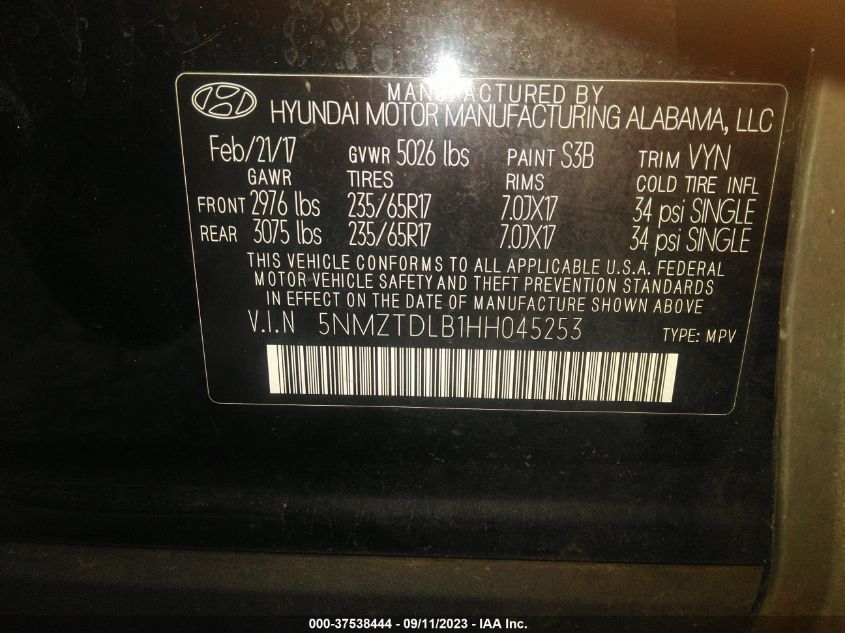 MANUFACTURED BY
HYUNDAI MOTOR MANUFACTURING ALABAMA, LLC
Feb/21/17 GVWR 5026 lbs PAINT S3B TRIM VYN
GAWR TIRES RIMS COLD TIRE INFL
FRONT 2976 lbs 235/65R17 7.0JX17 34 psi SINGLE
REAR 3075 lbs 235/65R17 7.0JX17 34 psi SINGLE
THIS VEHICLE CONFORMS TO ALL APPLICABLE U.S.A. FEDERAL
MOTOR VEHICLE SAFETY AND THEFT PREVENTION STANDARDS
IN EFFECT ON THE DATE OF MANUFACTURE SHOWN ABOVE
V.I.N 5NMZTDLB1HH045253 TYPE: MPV
000-37538444 - 09/11/2023 - IAA Inc.